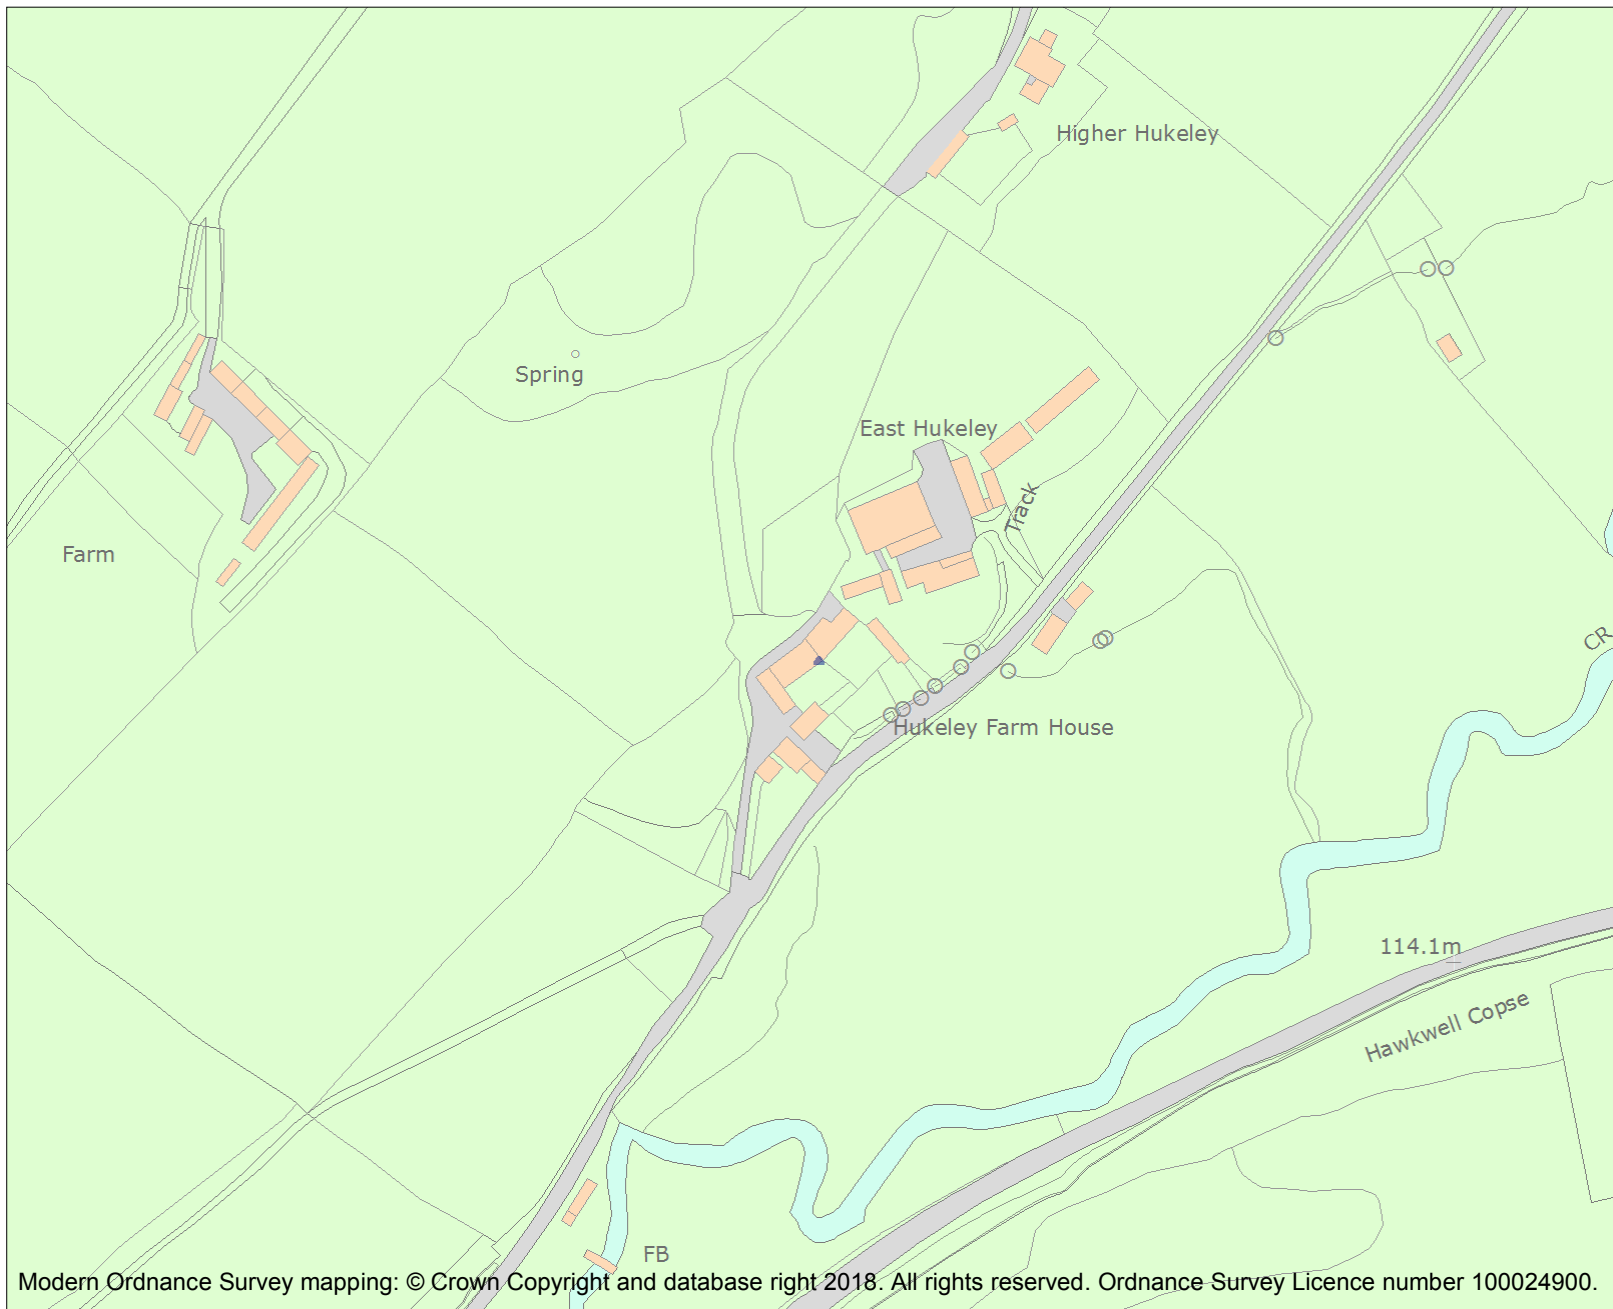 Higher Hukeley
Spring
East Hukeley
Track
Farm
CR
Hukeley Farm House
114.1m
Hawkwell Copse
FB
Modern Ordnance Survey mapping: © Crown Copyright and database right 2018. All rights reserved. Ordnance Survey Licence number 100024900.